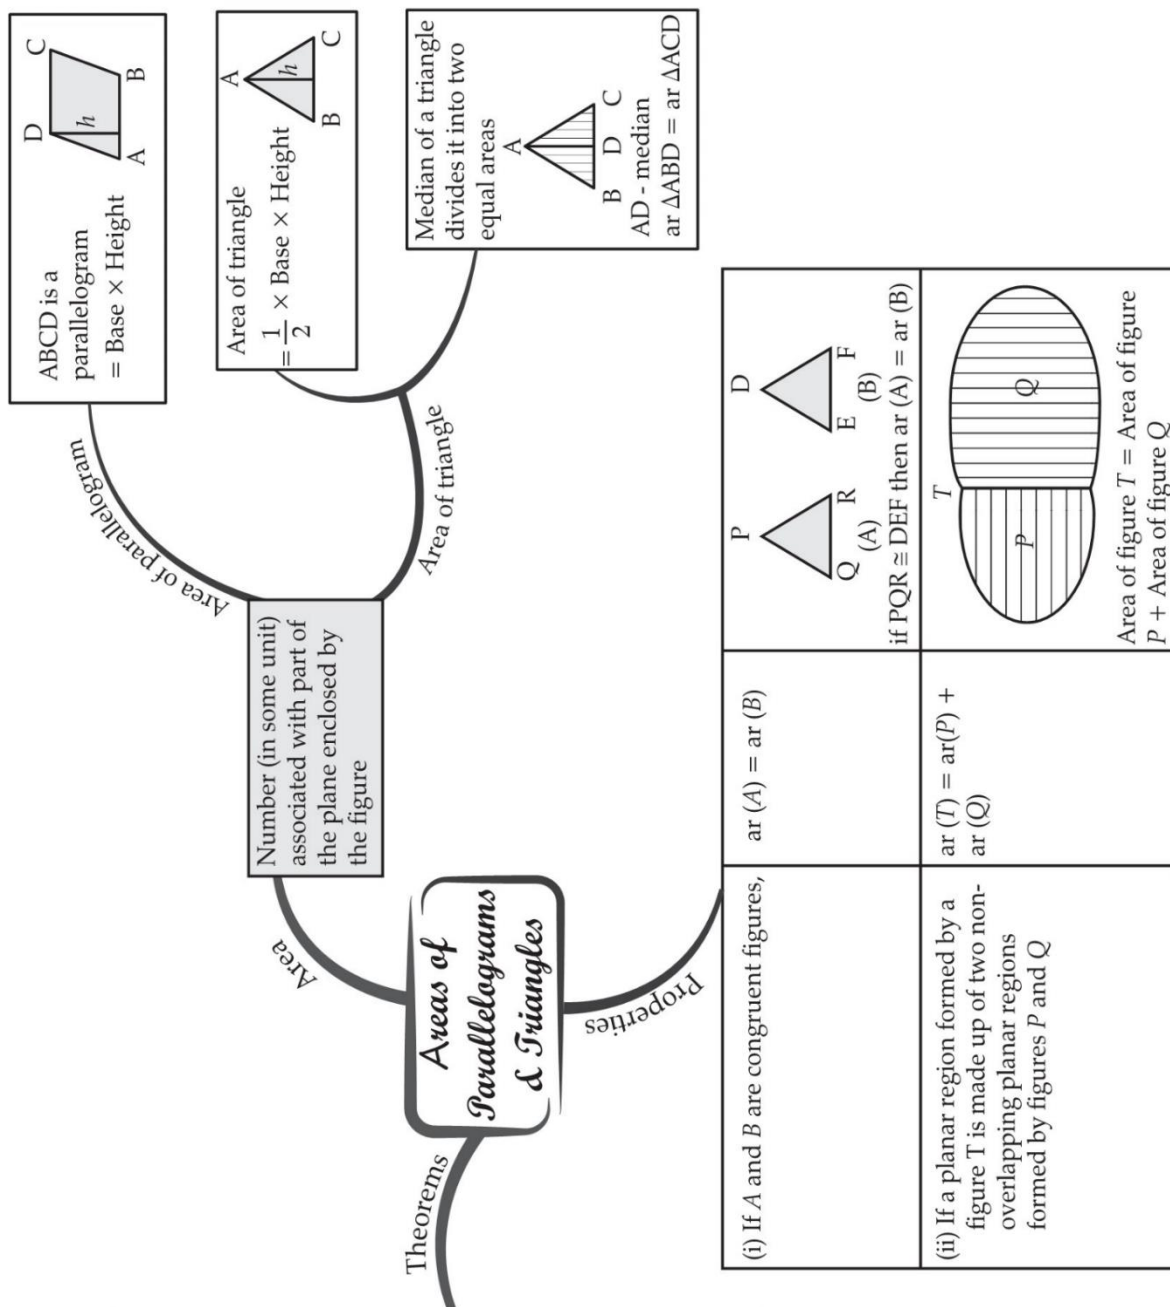 Areas of
Parallelograms
& Triangles
Theorems
Area
Number (in some unit)
associated with part of
the plane enclosed by
the figure
Area of parallelogram
ABCD is a
parallelogram
= Base × Height
D C
h
A B
Area of triangle
Area of triangle
= 1/2 × Base × Height
A
h
B C
Median of a triangle
divides it into two
equal areas
A
B D C
AD - median
ar ΔABD = ar ΔACD
Properties
(i) If A and B are congruent figures,
ar (A) = ar (B)
P D
Q R E F
(A) (B)
if PQR ≅ DEF then ar (A) = ar (B)
(ii) If a planar region formed by a
figure T is made up of two non-
overlapping planar regions
formed by figures P and Q
ar (T) = ar(P) +
ar (Q)
T
P Q
Area of figure T = Area of figure
P + Area of figure Q